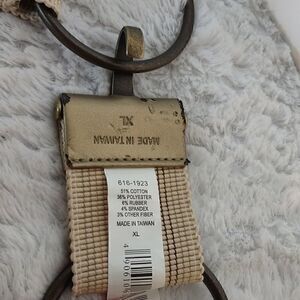 MADE IN TAIWAN
XL
616-1923
51% COTTON
36% POLYESTER
6% RUBBER
4% SPANDEX
3% OTHER FIBER
MADE IN TAIWAN
XL